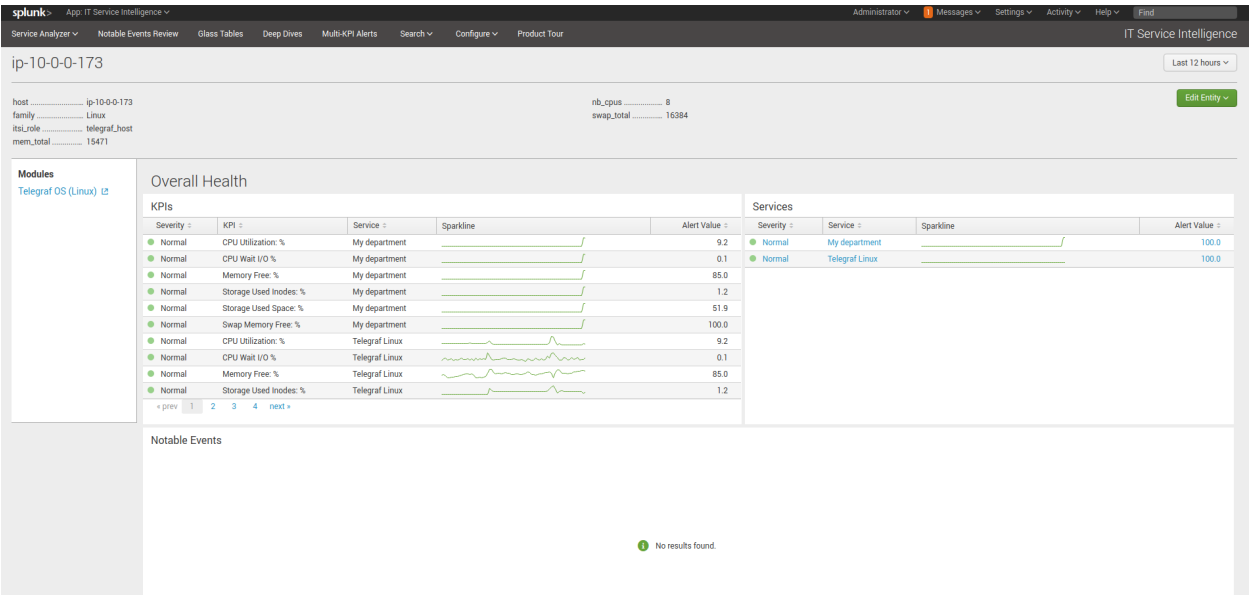 splunk> App: IT Service Intelligence Administrator 1 Messages Settings Activity Help Find
Service Analyzer Notable Events Review Glass Tables Deep Dives Multi-KPI Alerts Search Configure Product Tour IT Service Intelligence
ip-10-0-0-173 Last 12 hours
Edit Entity
host ........................ ip-10-0-0-173 nb_cpus .................. 8
family ...................... Linux swap_total .............. 16384
itsi_role ................... telegraf_host
mem_total .............. 15471
Modules
Telegraf OS (Linux)
Overall Health
KPIs
Severity KPI Service Sparkline Alert Value
Normal CPU Utilization: % My department 9.2
Normal CPU Wait I/O % My department 0.1
Normal Memory Free: % My department 85.0
Normal Storage Used Inodes: % My department 1.2
Normal Storage Used Space: % My department 51.9
Normal Swap Memory Free: % My department 100.0
Normal CPU Utilization: % Telegraf Linux 9.2
Normal CPU Wait I/O % Telegraf Linux 0.1
Normal Memory Free: % Telegraf Linux 85.0
Normal Storage Used Inodes: % Telegraf Linux 1.2
« prev 1 2 3 4 next »
Services
Severity Service Sparkline Alert Value
Normal My department 100.0
Normal Telegraf Linux 100.0
Notable Events
No results found.